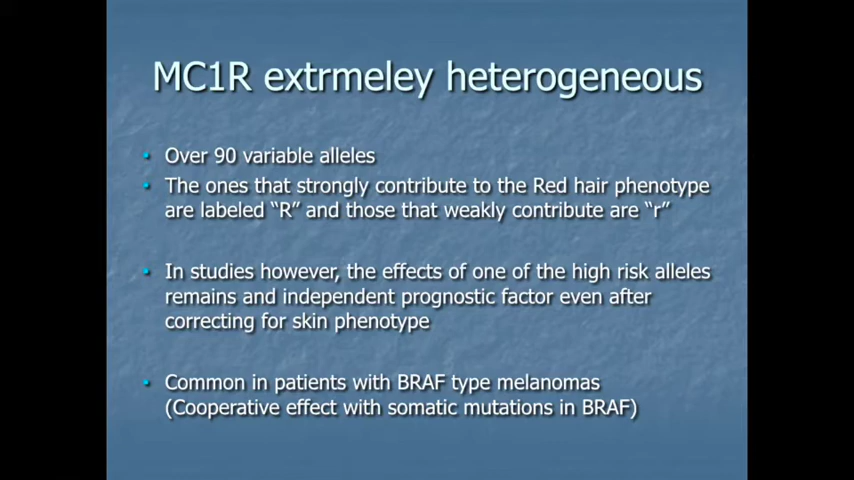 MC1R extrmeley heterogeneous
Over 90 variable alleles
The ones that strongly contribute to the Red hair phenotype
are labeled “R” and those that weakly contribute are “r”
In studies however, the effects of one of the high risk alleles
remains and independent prognostic factor even after
correcting for skin phenotype
Common in patients with BRAF type melanomas
(Cooperative effect with somatic mutations in BRAF)